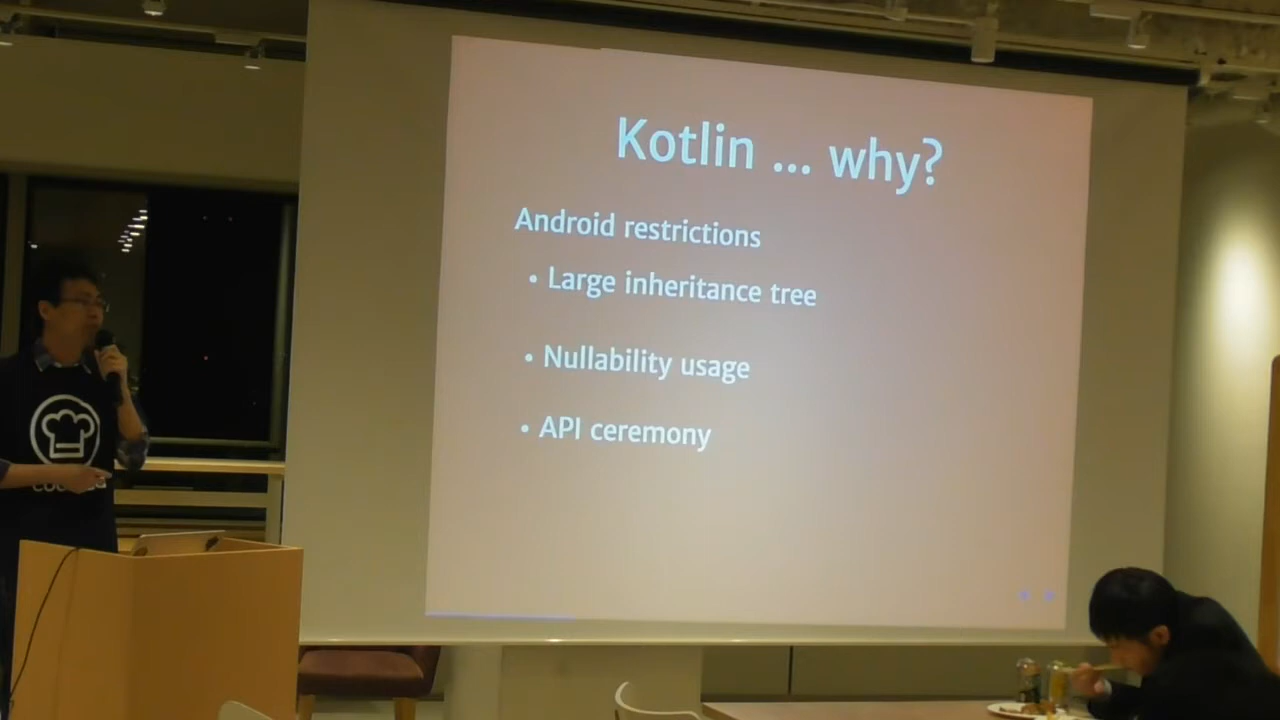 Kotlin ... why?
Android restrictions
• Large inheritance tree
• Nullability usage
• API ceremony